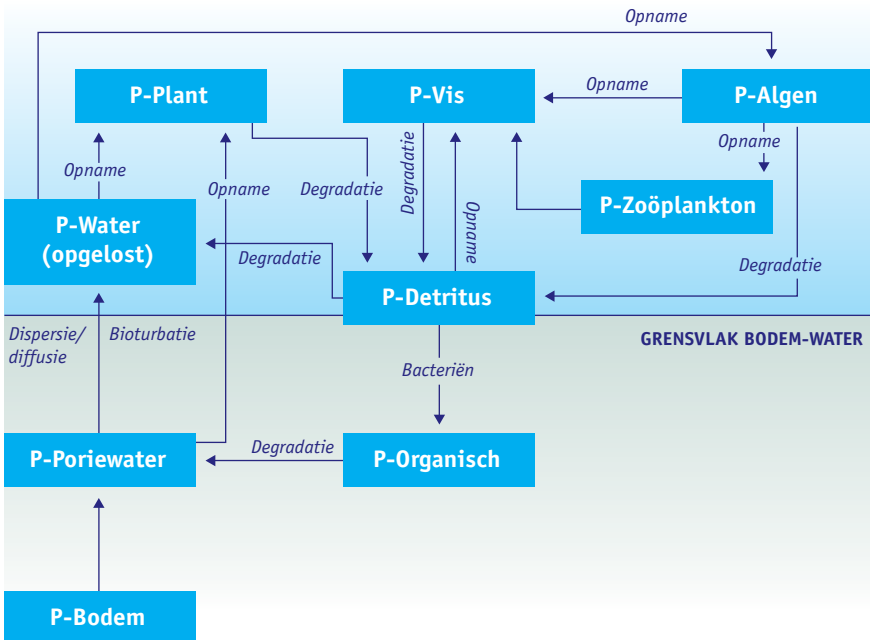 Opname
P-Plant
P-Vis
P-Algen
Opname
Opname
Opname
Opname
Degradatie
Degradatie
Opname
P-Zoöplankton
P-Water
(opgelost)
Degradatie
Degradatie
P-Detritus
Dispersie/
diffusie
Bioturbatie
GRENSVLAK BODEM-WATER
Bacteriën
P-Poriewater
Degradatie
P-Organisch
P-Bodem